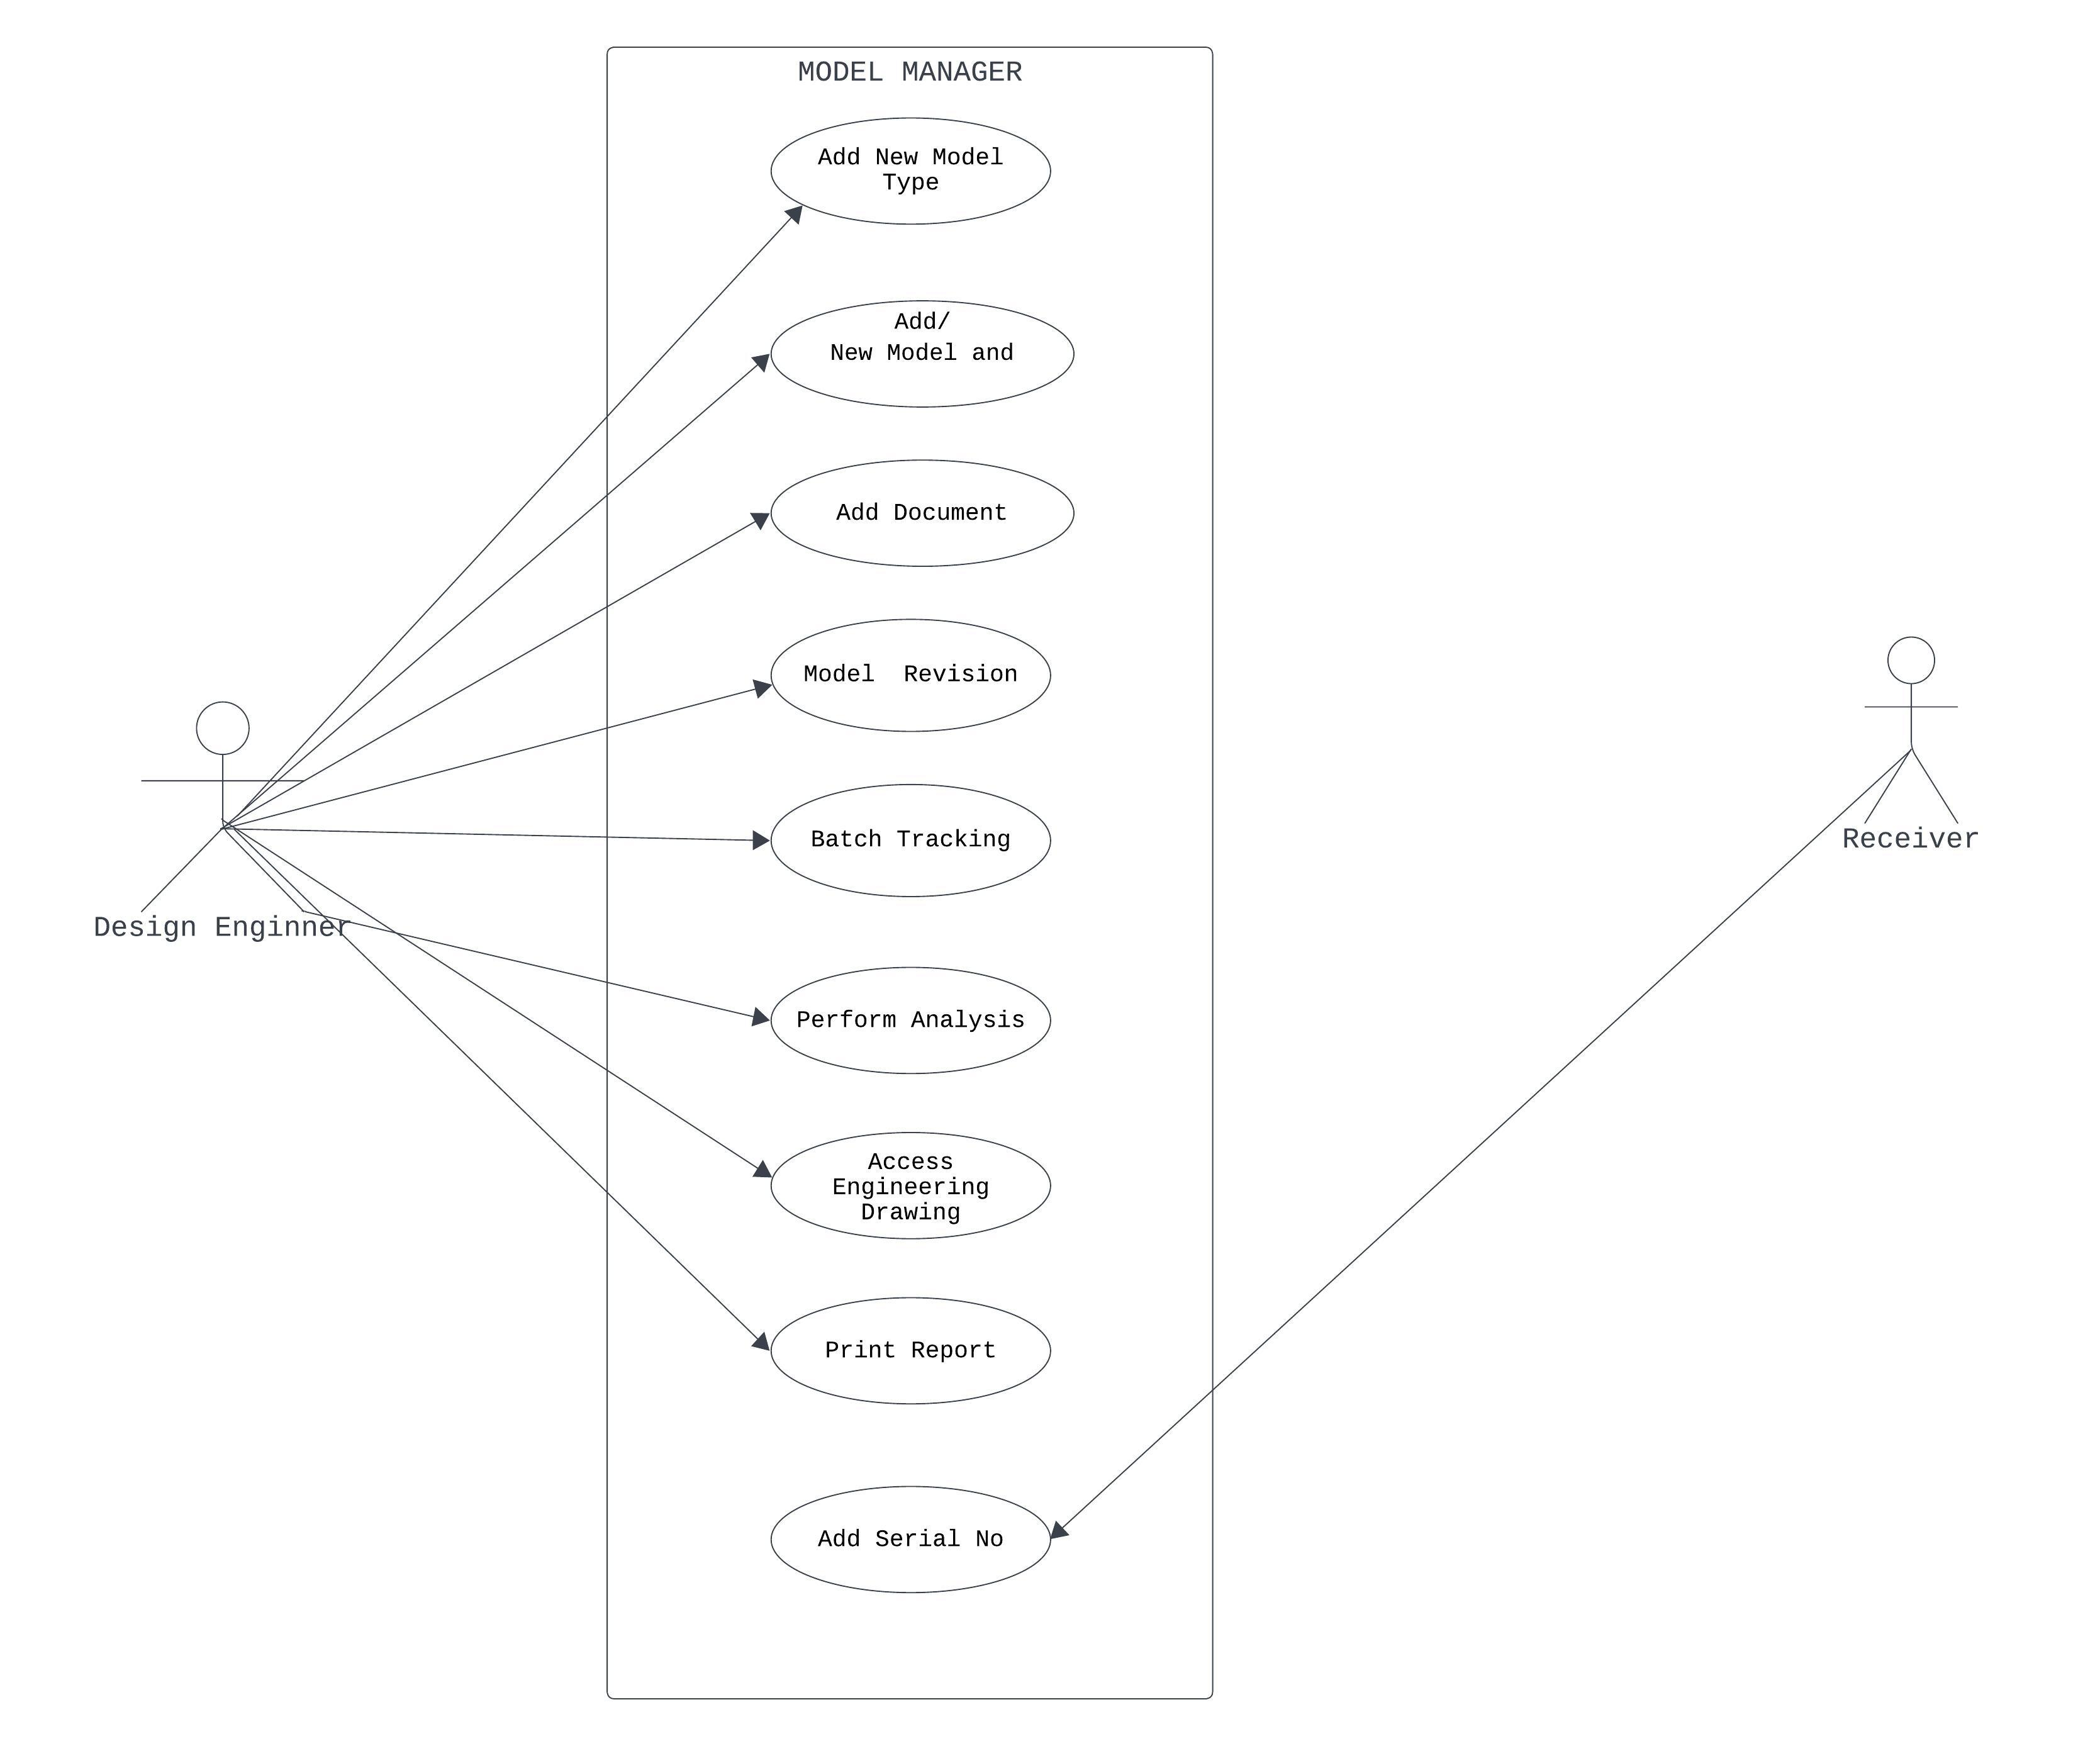 MODEL MANAGER
Add New Model
Type
Add/
New Model and
Add Document
Model  Revision
Batch Tracking
Design Enginner
Receiver
Perform Analysis
Access
Engineering
Drawing
Print Report
Add Serial No